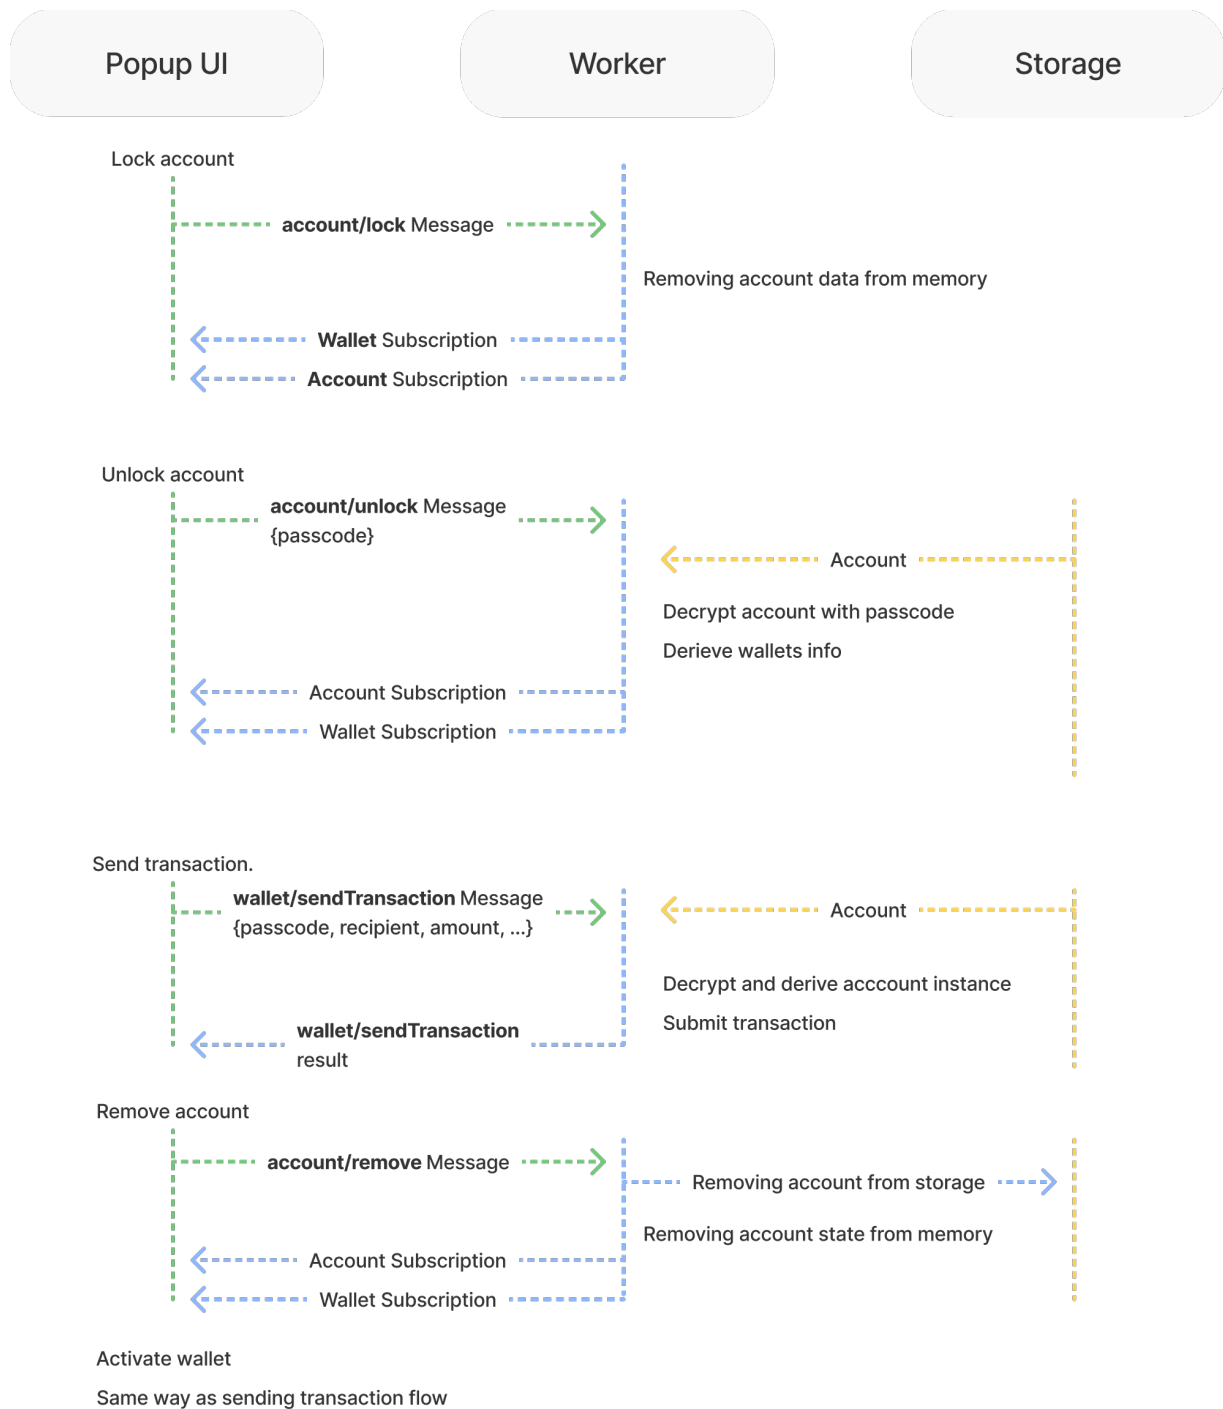 Popup UI
Worker
Storage
Lock account
account/lock Message
Removing account data from memory
Wallet Subscription
Account Subscription
Unlock account
account/unlock Message
{passcode}
Account
Decrypt account with passcode
Derieve wallets info
Account Subscription
Wallet Subscription
Send transaction.
wallet/sendTransaction Message
{passcode, recipient, amount, ...}
Account
Decrypt and derive acccount instance
Submit transaction
wallet/sendTransaction
result
Remove account
account/remove Message
Removing account from storage
Removing account state from memory
Account Subscription
Wallet Subscription
Activate wallet
Same way as sending transaction flow